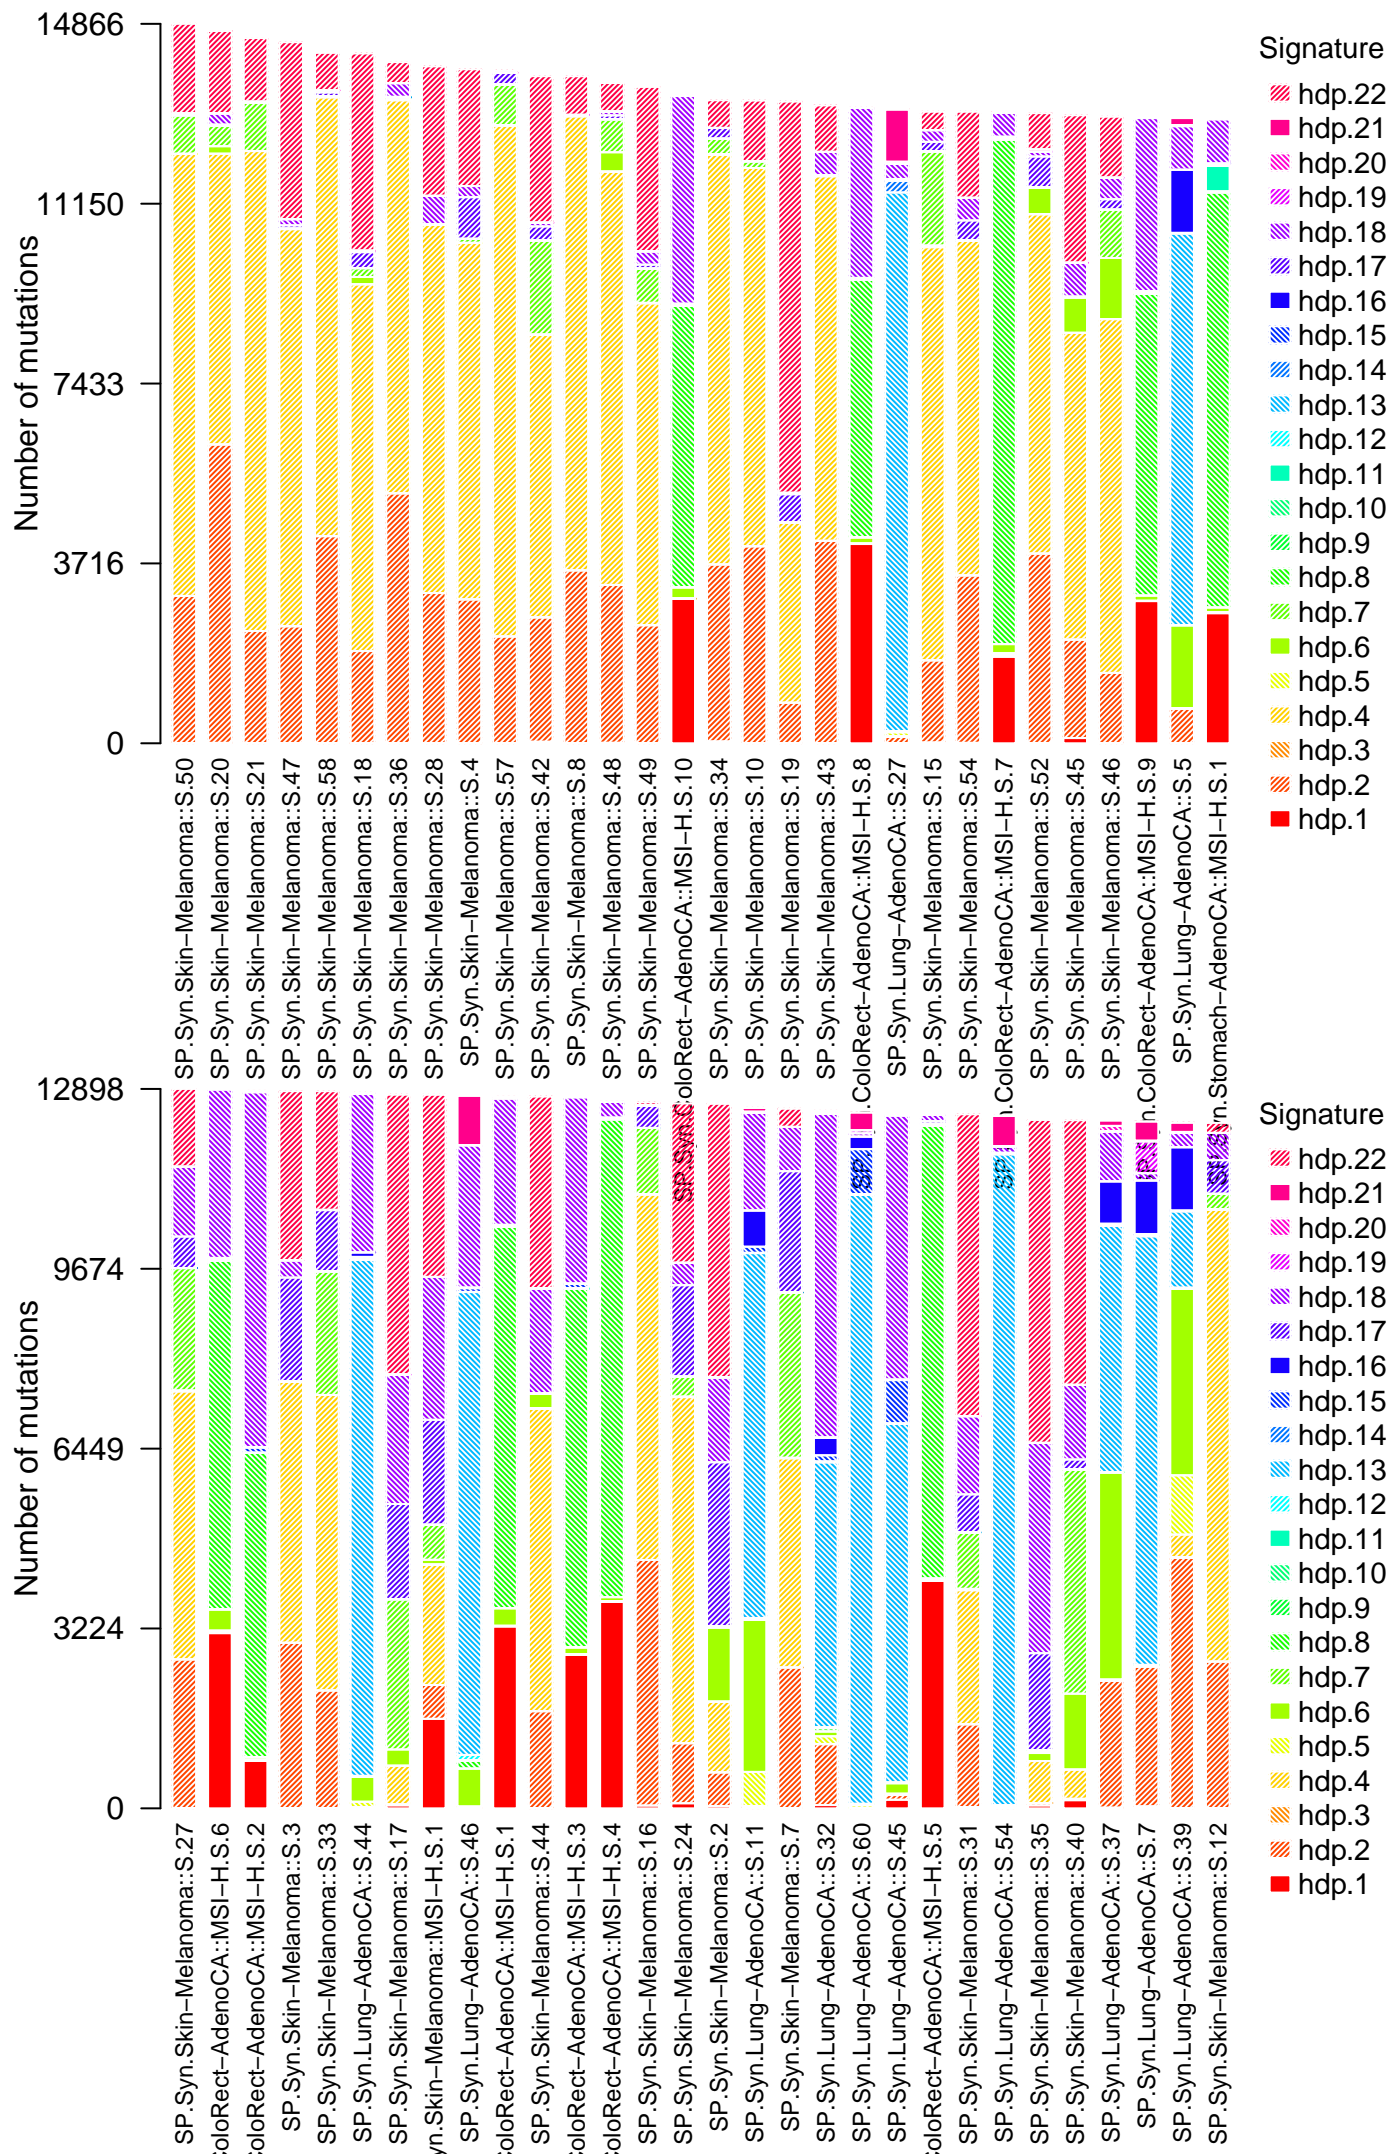 14866
11150
7433
3716
0
Number of mutations
Signature
hdp.22
hdp.21
hdp.20
hdp.19
hdp.18
hdp.17
hdp.16
hdp.15
hdp.14
hdp.13
hdp.12
hdp.11
hdp.10
hdp.9
hdp.8
hdp.7
hdp.6
hdp.5
hdp.4
hdp.3
hdp.2
hdp.1
SP.Syn.Skin−Melanoma::S.50
SP.Syn.Skin−Melanoma::S.20
SP.Syn.Skin−Melanoma::S.21
SP.Syn.Skin−Melanoma::S.47
SP.Syn.Skin−Melanoma::S.58
SP.Syn.Skin−Melanoma::S.18
SP.Syn.Skin−Melanoma::S.36
SP.Syn.Skin−Melanoma::S.28
SP.Syn.Skin−Melanoma::S.4
SP.Syn.Skin−Melanoma::S.57
SP.Syn.Skin−Melanoma::S.42
SP.Syn.Skin−Melanoma::S.8
SP.Syn.Skin−Melanoma::S.48
SP.Syn.Skin−Melanoma::S.49
SP.Syn.ColoRect−AdenoCA::MSI−H.S.10
SP.Syn.Skin−Melanoma::S.34
SP.Syn.Skin−Melanoma::S.10
SP.Syn.Skin−Melanoma::S.19
SP.Syn.Skin−Melanoma::S.43
.ColoRect−AdenoCA::MSI−H.S.8
SP.Syn.Lung−AdenoCA::S.27
SP.Syn.Skin−Melanoma::S.15
SP.Syn.Skin−Melanoma::S.54
n.ColoRect−AdenoCA::MSI−H.S.7
SP.Syn.Skin−Melanoma::S.52
SP.Syn.Skin−Melanoma::S.45
SP.Syn.Skin−Melanoma::S.46
n.ColoRect−AdenoCA::MSI−H.S.9
SP.Syn.Lung−AdenoCA::S.5
SP.Syn.Stomach−AdenoCA::MSI−H.S.1
12898
9674
6449
3224
0
Number of mutations
Signature
hdp.22
hdp.21
hdp.20
hdp.19
hdp.18
hdp.17
hdp.16
hdp.15
hdp.14
hdp.13
hdp.12
hdp.11
hdp.10
hdp.9
hdp.8
hdp.7
hdp.6
hdp.5
hdp.4
hdp.3
hdp.2
hdp.1
SP.Syn.Skin−Melanoma::S.27
oloRect−AdenoCA::MSI−H.S.6
oloRect−AdenoCA::MSI−H.S.2
SP.Syn.Skin−Melanoma::S.3
SP.Syn.Skin−Melanoma::S.33
SP.Syn.Lung−AdenoCA::S.44
SP.Syn.Skin−Melanoma::S.17
yn.Skin−Melanoma::MSI−H.S.1
SP.Syn.Lung−AdenoCA::S.46
oloRect−AdenoCA::MSI−H.S.1
SP.Syn.Skin−Melanoma::S.44
oloRect−AdenoCA::MSI−H.S.3
oloRect−AdenoCA::MSI−H.S.4
SP.Syn.Skin−Melanoma::S.16
SP.Syn.Skin−Melanoma::S.24
SP.Syn.Skin−Melanoma::S.2
SP.Syn.Lung−AdenoCA::S.11
SP.Syn.Skin−Melanoma::S.7
SP.Syn.Lung−AdenoCA::S.32
SP.Syn.Lung−AdenoCA::S.60
SP.Syn.Lung−AdenoCA::S.45
oloRect−AdenoCA::MSI−H.S.5
SP.Syn.Skin−Melanoma::S.31
SP.Syn.Lung−AdenoCA::S.54
SP.Syn.Skin−Melanoma::S.35
SP.Syn.Skin−Melanoma::S.40
SP.Syn.Lung−AdenoCA::S.37
SP.Syn.Lung−AdenoCA::S.7
SP.Syn.Lung−AdenoCA::S.39
SP.Syn.Skin−Melanoma::S.12